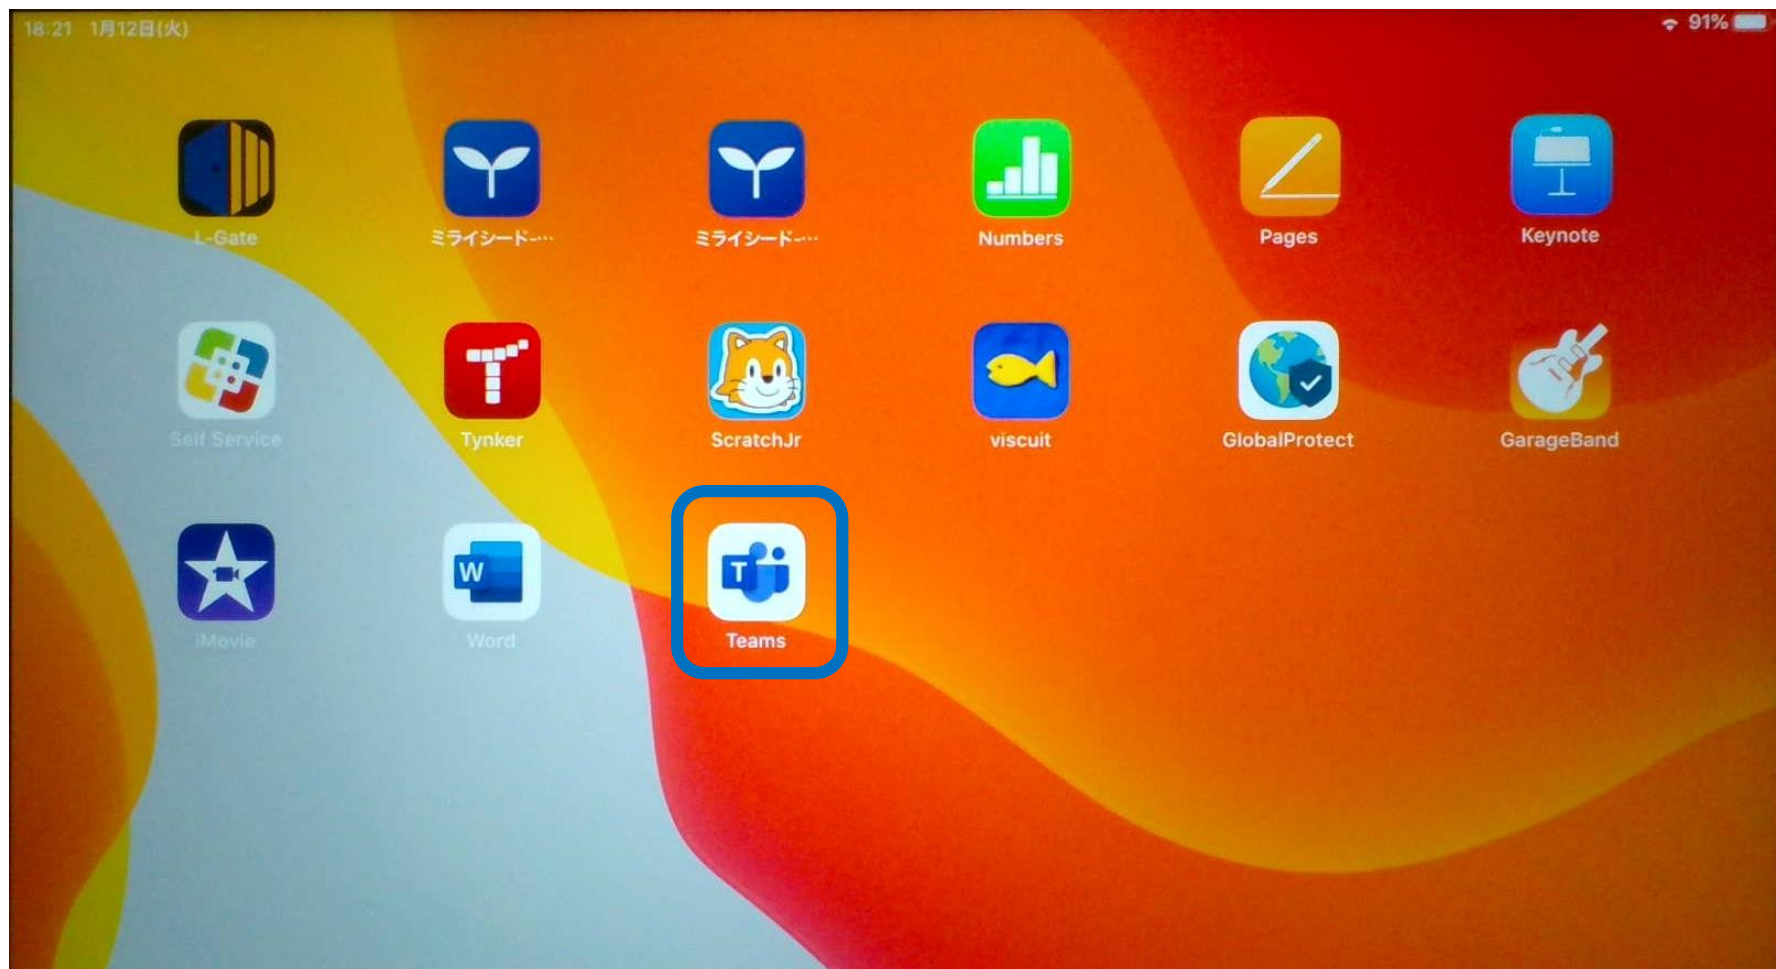 18:21 1月12日(火)
91%
L-Gate
ミライシード-…
ミライシード-…
Numbers
Pages
Keynote
Self Service
Tynker
ScratchJr
viscuit
GlobalProtect
GarageBand
iMovie
W
Word
T
Teams